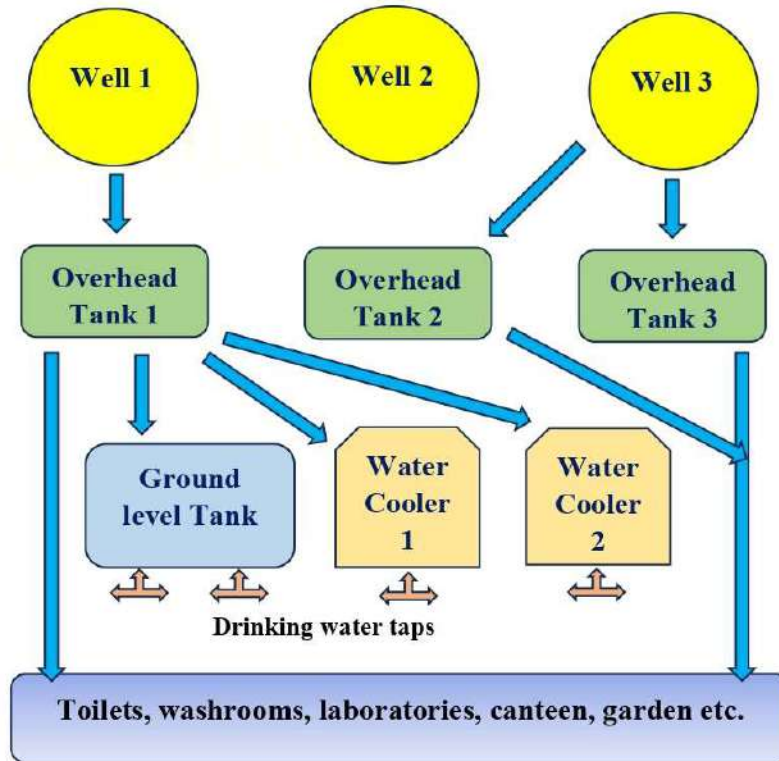 Well 1
Well 2
Well 3
Overhead
Tank 1
Overhead
Tank 2
Overhead
Tank 3
Ground
level Tank
Water
Cooler
1
Water
Cooler
2
Drinking water taps
Toilets, washrooms, laboratories, canteen, garden etc.